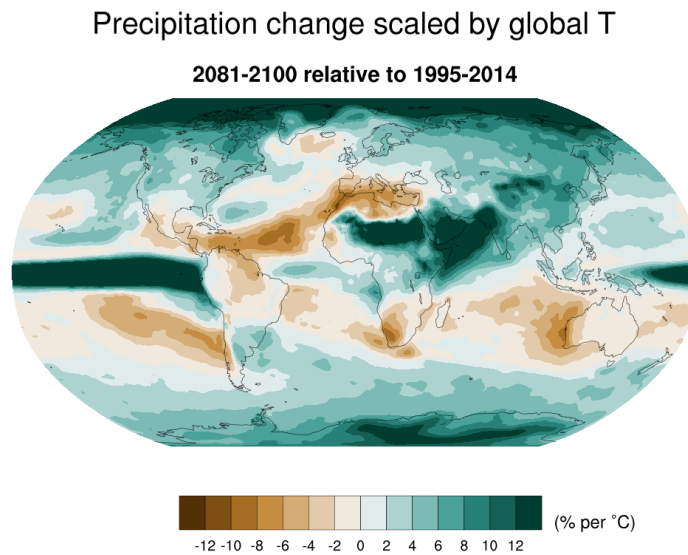 Precipitation change scaled by global T
2081-2100 relative to 1995-2014
-12 -10 -8 -6 -4 -2 0 2 4 6 8 10 12
(% per °C)